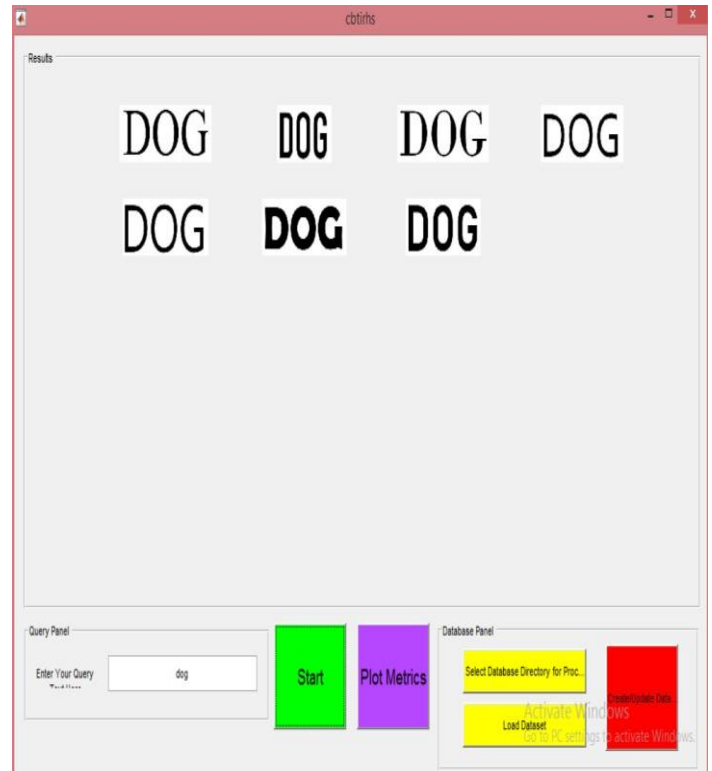 cbtirhs
Results
DOG DOG DOG DOG
DOG DOG DOG
Query Panel
Enter Your Query
dog
Start
Plot Metrics
Database Panel
Select Database Directory for Proc...
Load Dataset
Create/Update Data...
Activate Windows
Go to PC settings to activate Windows.